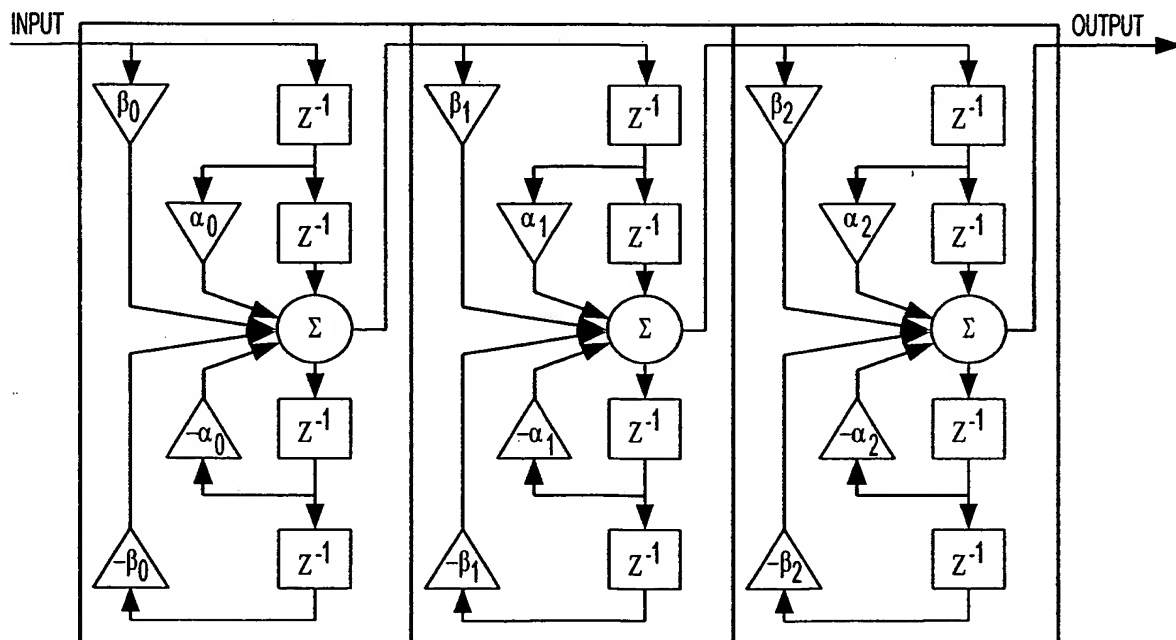 INPUT OUTPUT
β0 Z-1 β1 Z-1 β2 Z-1
α0 Z-1 α1 Z-1 α2 Z-1
Σ Σ Σ
-α0 Z-1 -α1 Z-1 -α2 Z-1
-β0 Z-1 -β1 Z-1 -β2 Z-1